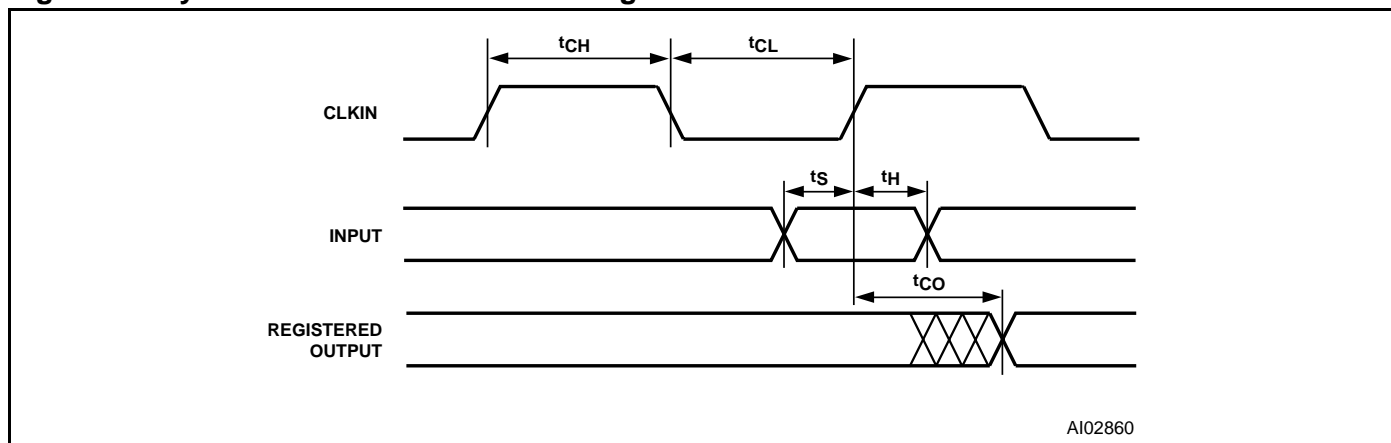 tCH tCL
CLKIN
tS tH
INPUT
tCO
REGISTERED
OUTPUT
AI02860